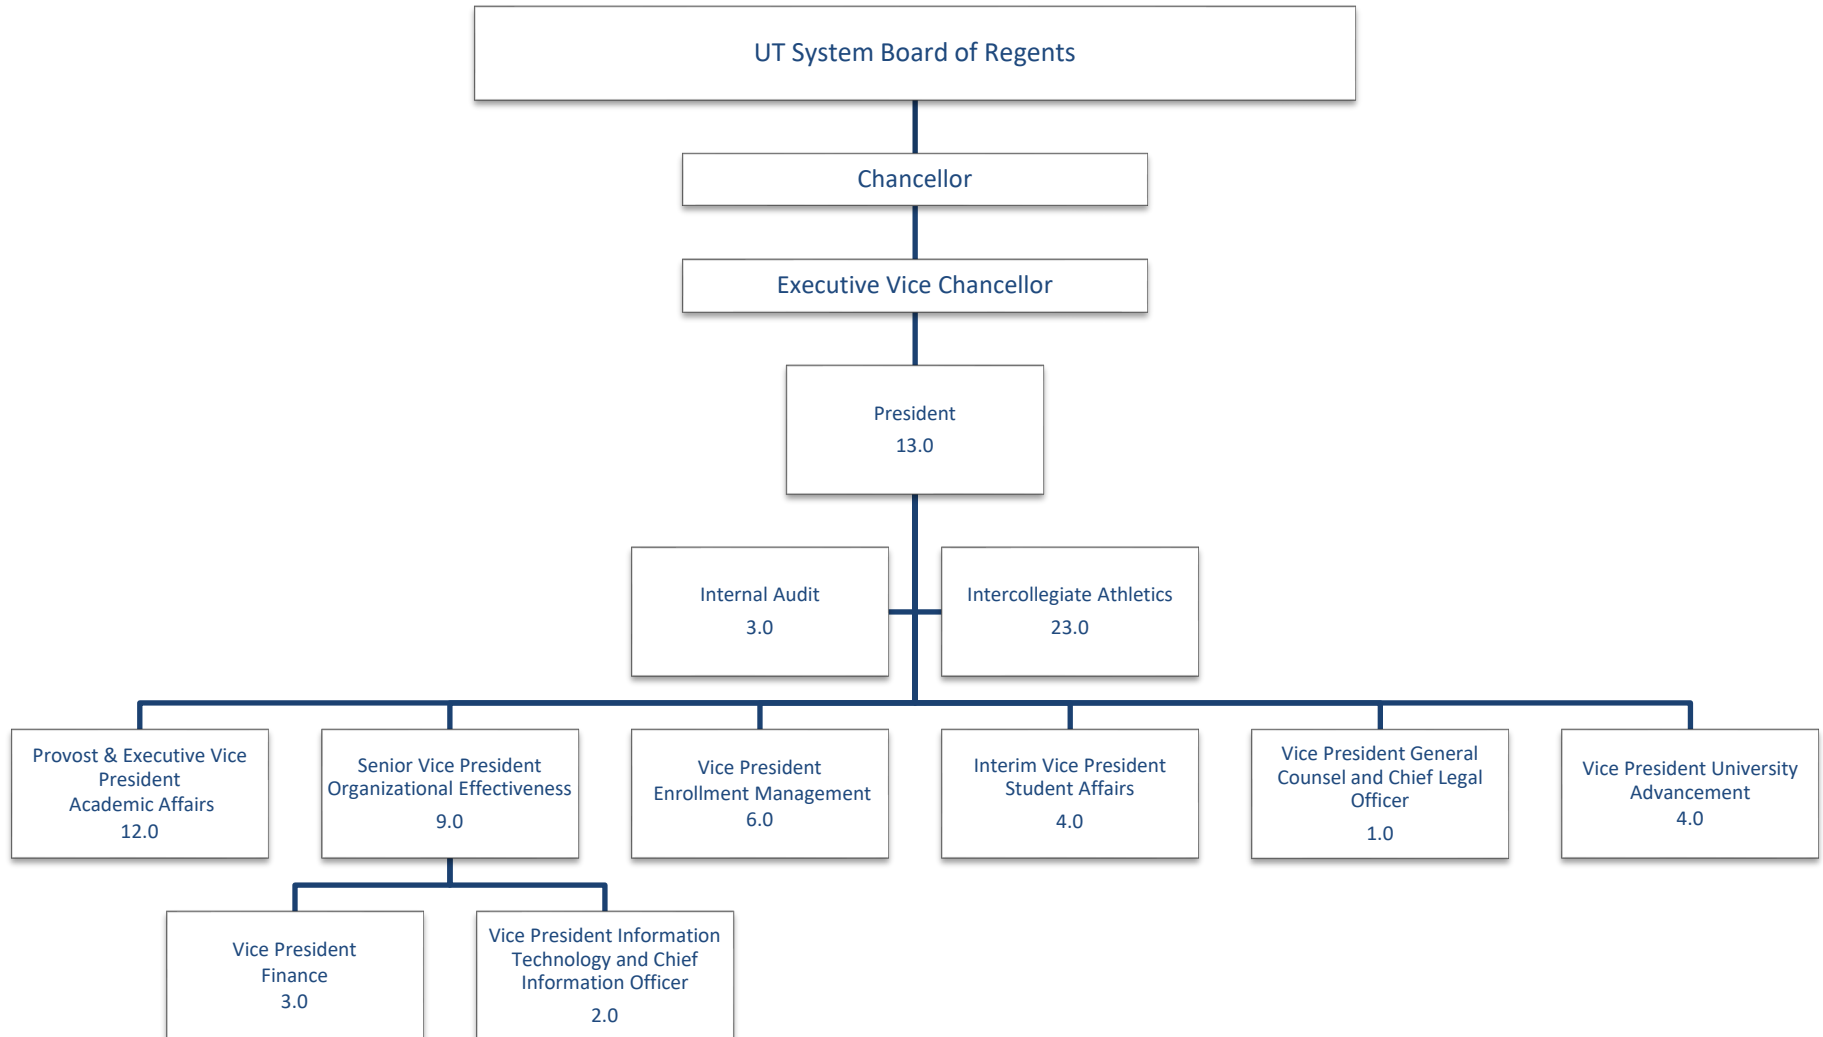 UT System Board of Regents
Chancellor
Executive Vice Chancellor
President
13.0
Internal Audit
3.0
Intercollegiate Athletics
23.0
Provost & Executive Vice
President
Academic Affairs
12.0
Senior Vice President
Organizational Effectiveness
9.0
Vice President
Enrollment Management
6.0
Interim Vice President
Student Affairs
4.0
Vice President General
Counsel and Chief Legal
Officer
1.0
Vice President University
Advancement
4.0
Vice President
Finance
3.0
Vice President Information
Technology and Chief
Information Officer
2.0